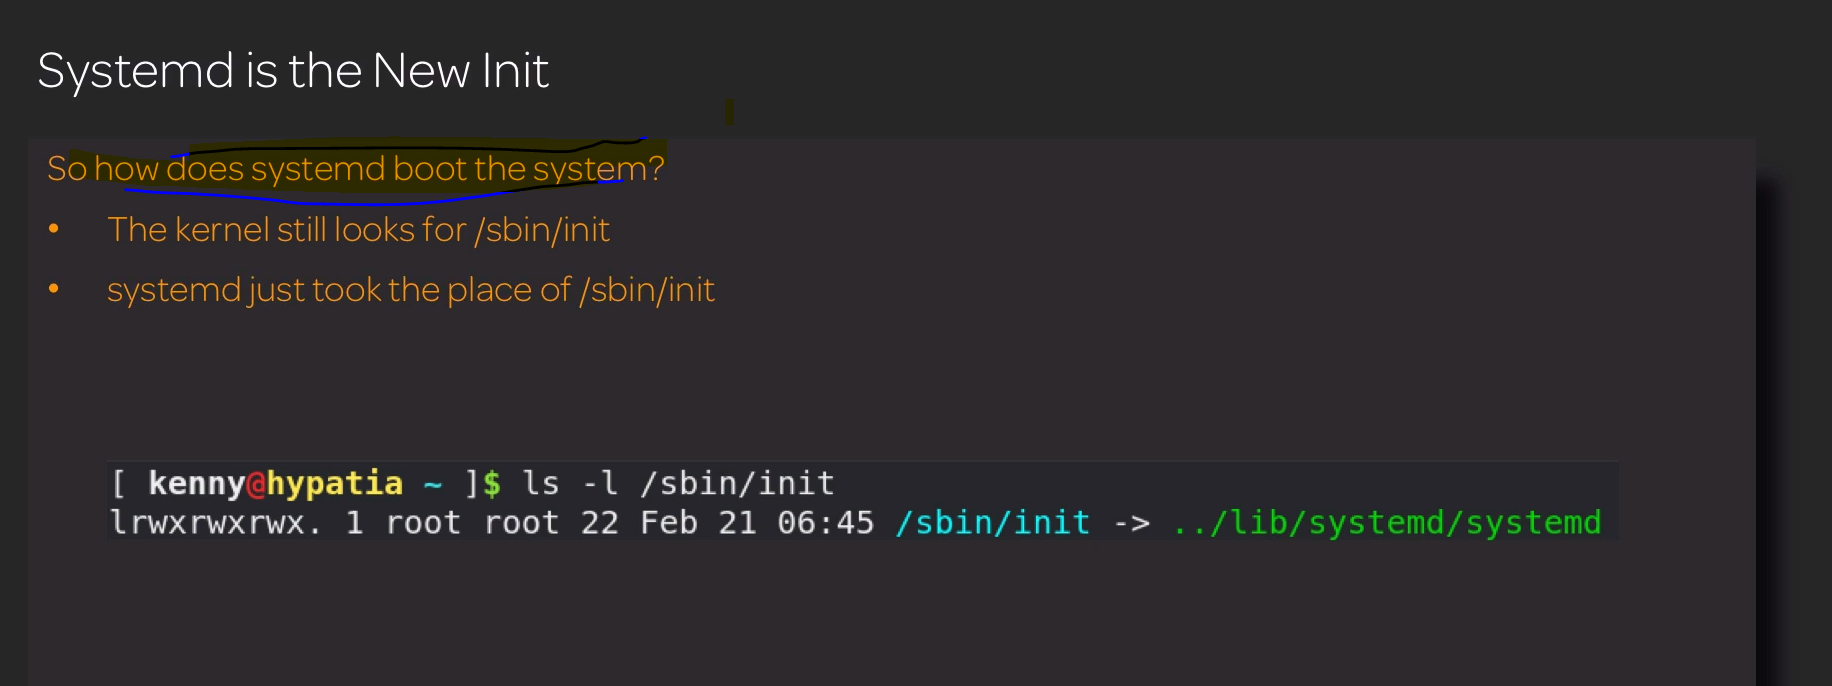 Systemd is the New Init
So how does systemd boot the system?
• The kernel still looks for /sbin/init
• systemd just took the place of /sbin/init
[ kenny@hypatia ~ ]$ ls -l /sbin/init
lrwxrwxrwx. 1 root root 22 Feb 21 06:45 /sbin/init -> ../lib/systemd/systemd